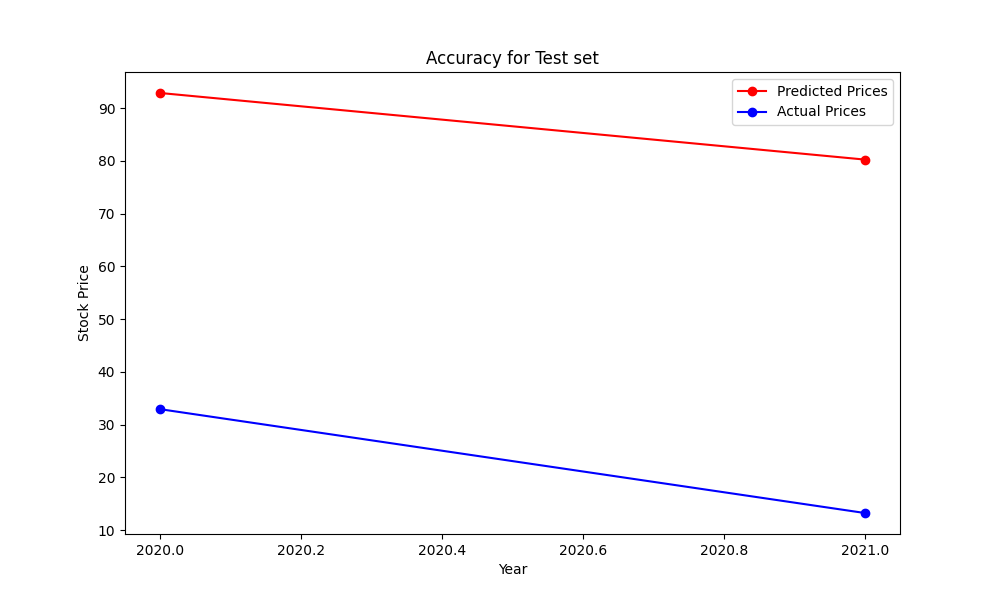 Accuracy for Test set
Predicted Prices
Actual Prices
90
80
70
60
50
40
30
20
10
Stock Price
2020.0 2020.2 2020.4 2020.6 2020.8 2021.0
Year